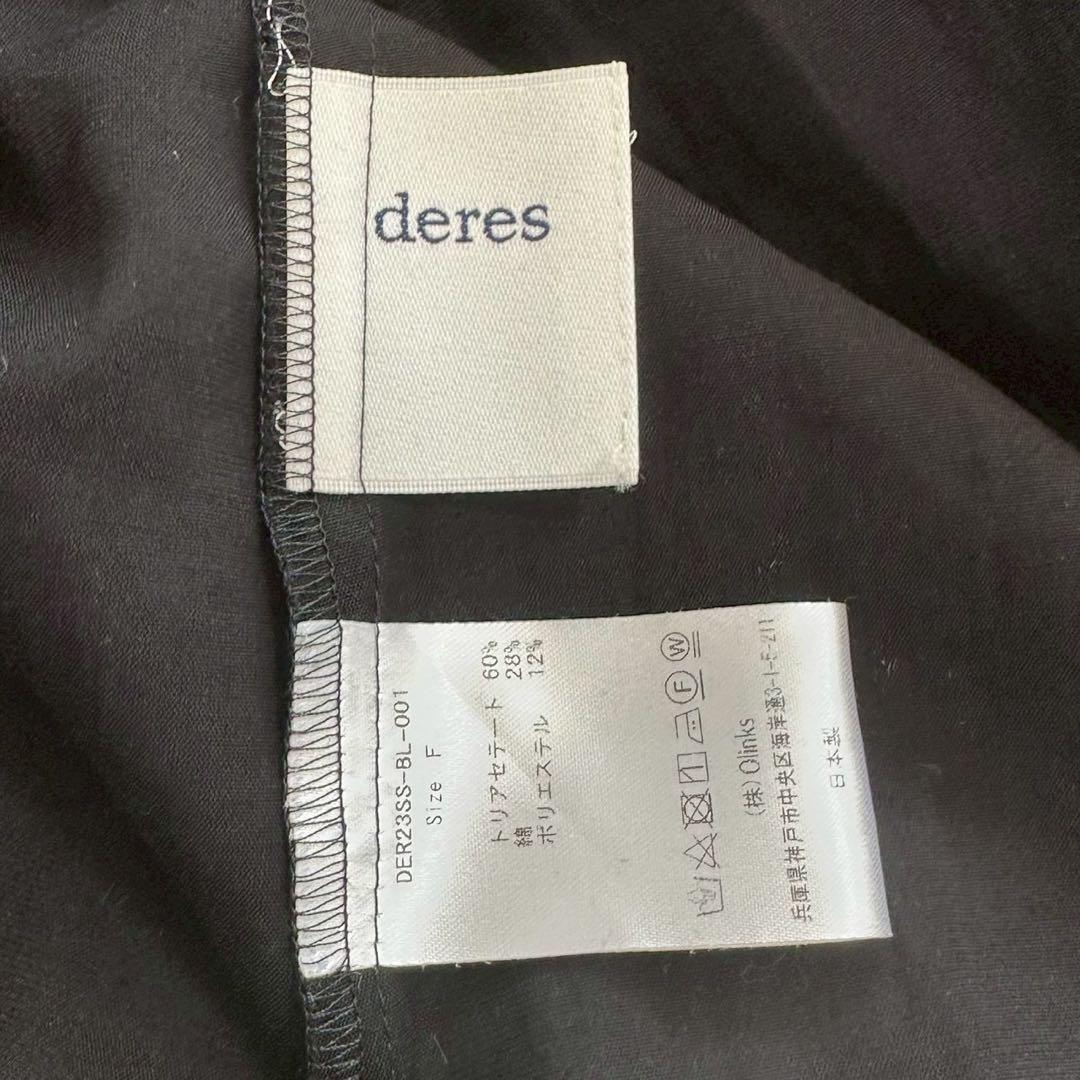 deres
DER23SS-BL-001
Size F
トリアセテート 60%
綿 28%
ポリエステル 12%
F W
(株) Olinks
兵庫県神戸市中央区海岸通3-1-5-211
日本製